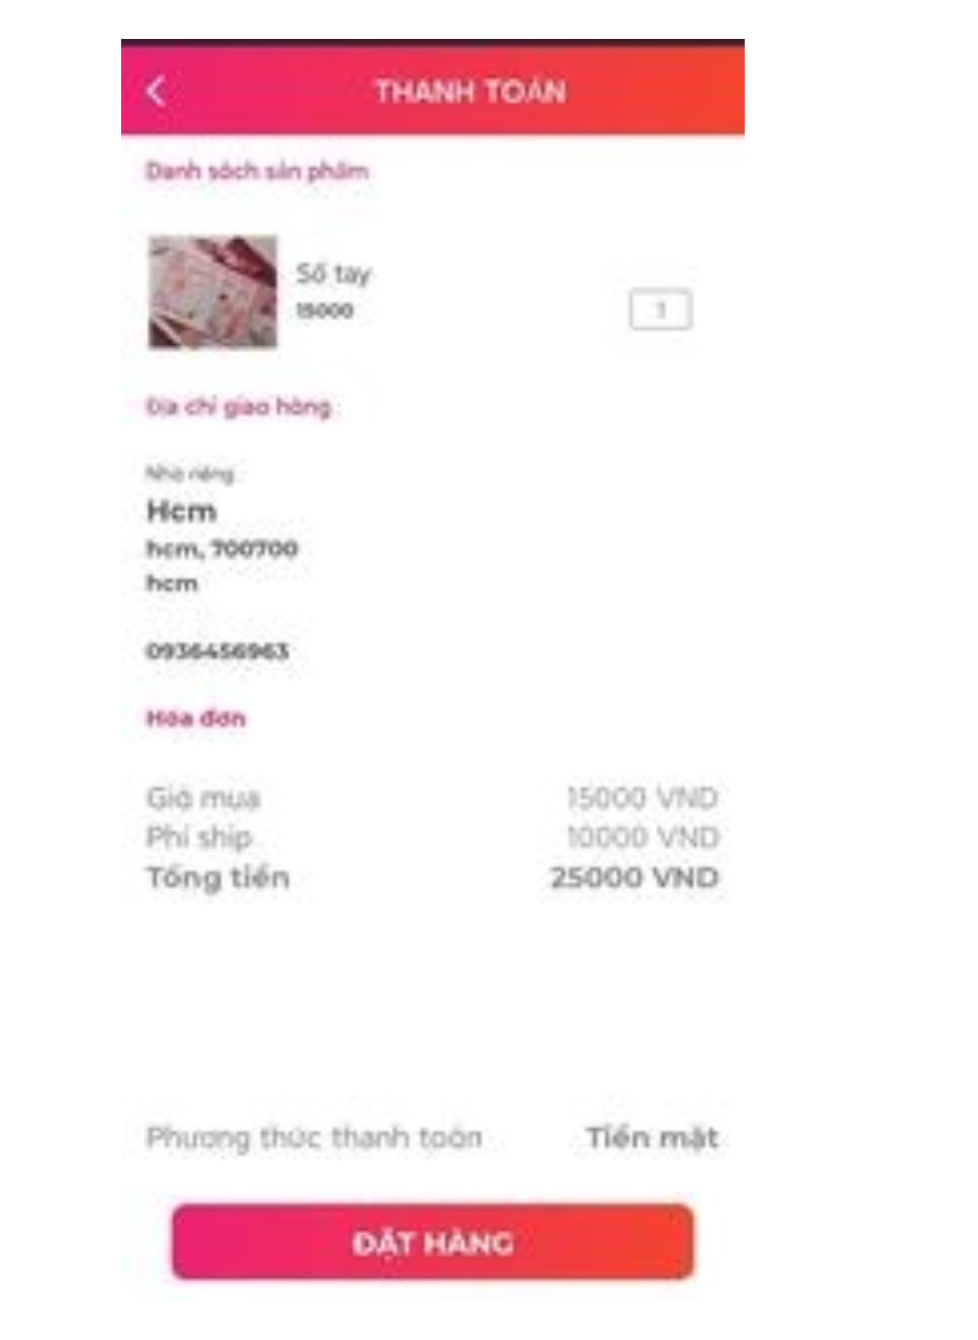 THANH TOÁN
Danh sách sản phẩm
Sổ tay
15000
1
Địa chỉ giao hàng
Nhà riêng
Hcm
hcm, 700700
hcm
0936456963
Hóa đơn
Giá mua 15000 VND
Phí ship 10000 VND
Tổng tiền 25000 VND
Phương thức thanh toán Tiền mặt
ĐẶT HÀNG